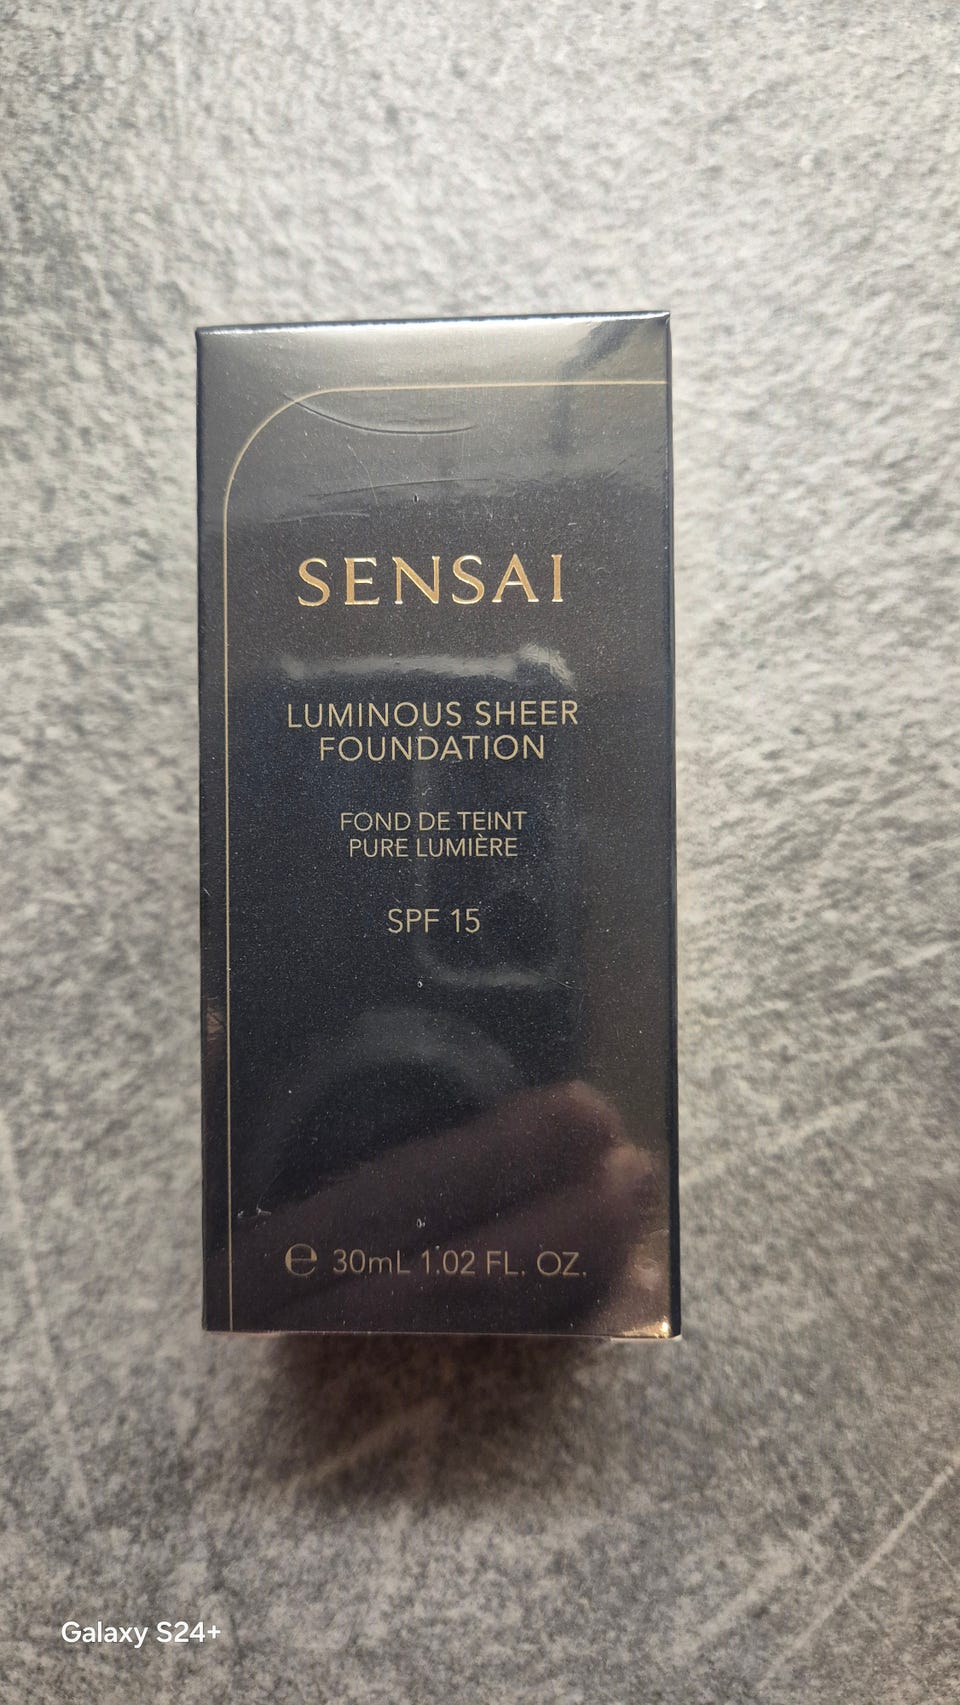 SENSAI
LUMINOUS SHEER
FOUNDATION
FOND DE TEINT
PURE LUMIÈRE
SPF 15
℮ 30mL 1.02 FL. OZ.
Galaxy S24+